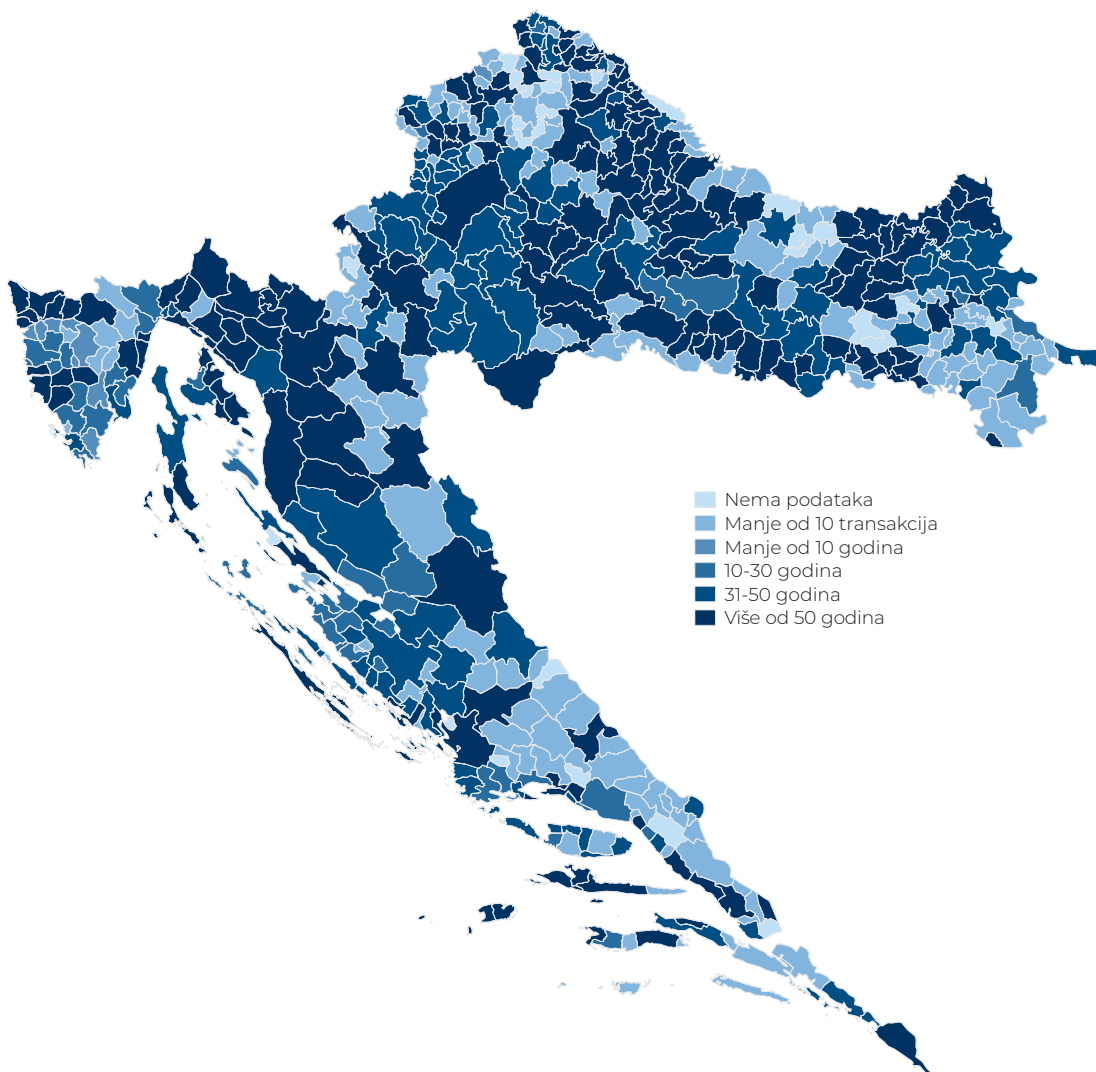 Nema podataka
Manje od 10 transakcija
Manje od 10 godina
10-30 godina
31-50 godina
Više od 50 godina